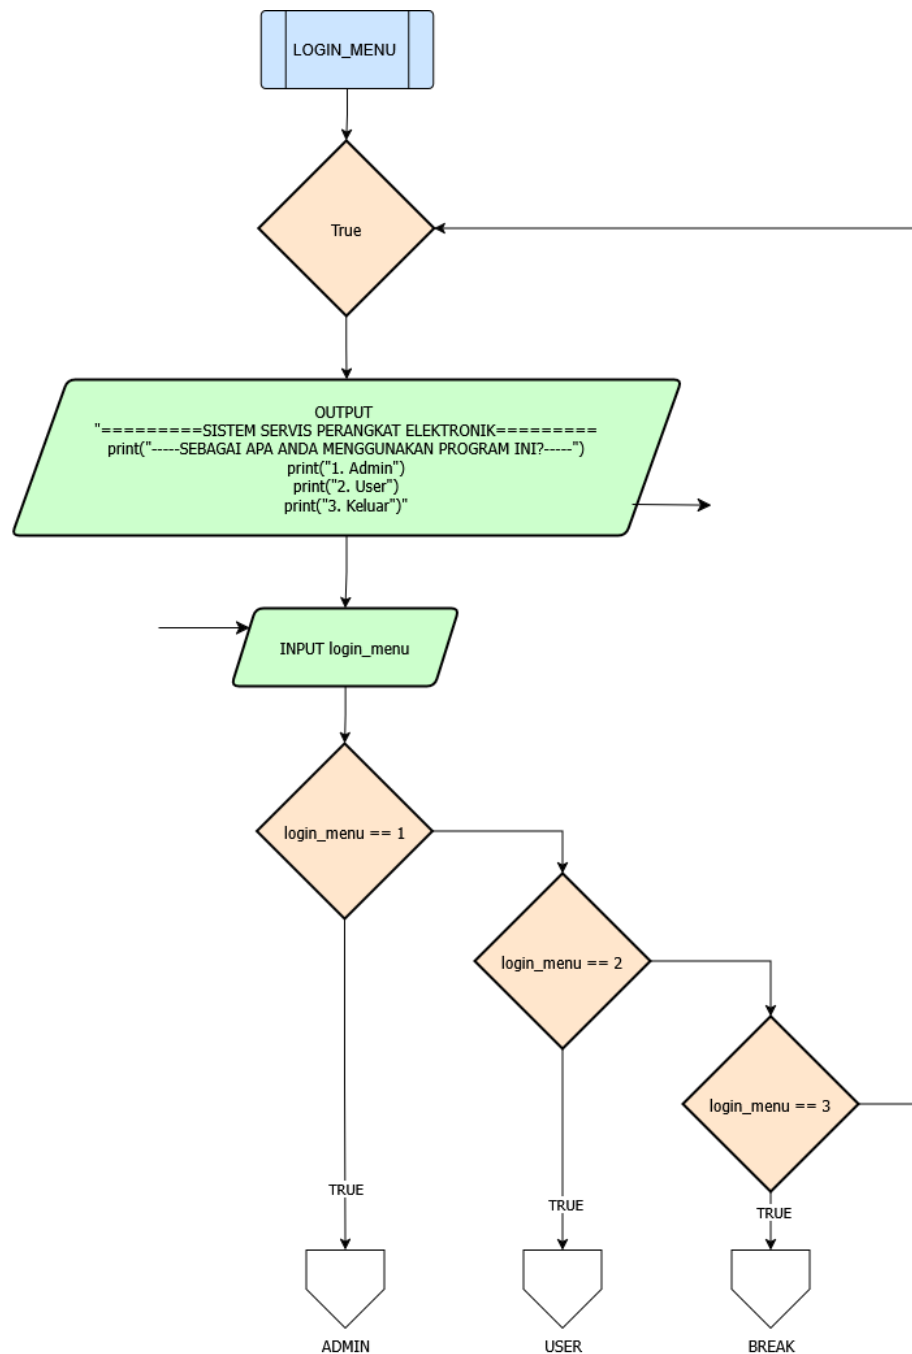 LOGIN_MENU
True
OUTPUT
"=========SISTEM SERVIS PERANGKAT ELEKTRONIK=========
print("-----SEBAGAI APA ANDA MENGGUNAKAN PROGRAM INI?-----")
print("1. Admin")
print("2. User")
print("3. Keluar")"
INPUT login_menu
login_menu == 1
login_menu == 2
login_menu == 3
TRUE
TRUE
TRUE
ADMIN
USER
BREAK